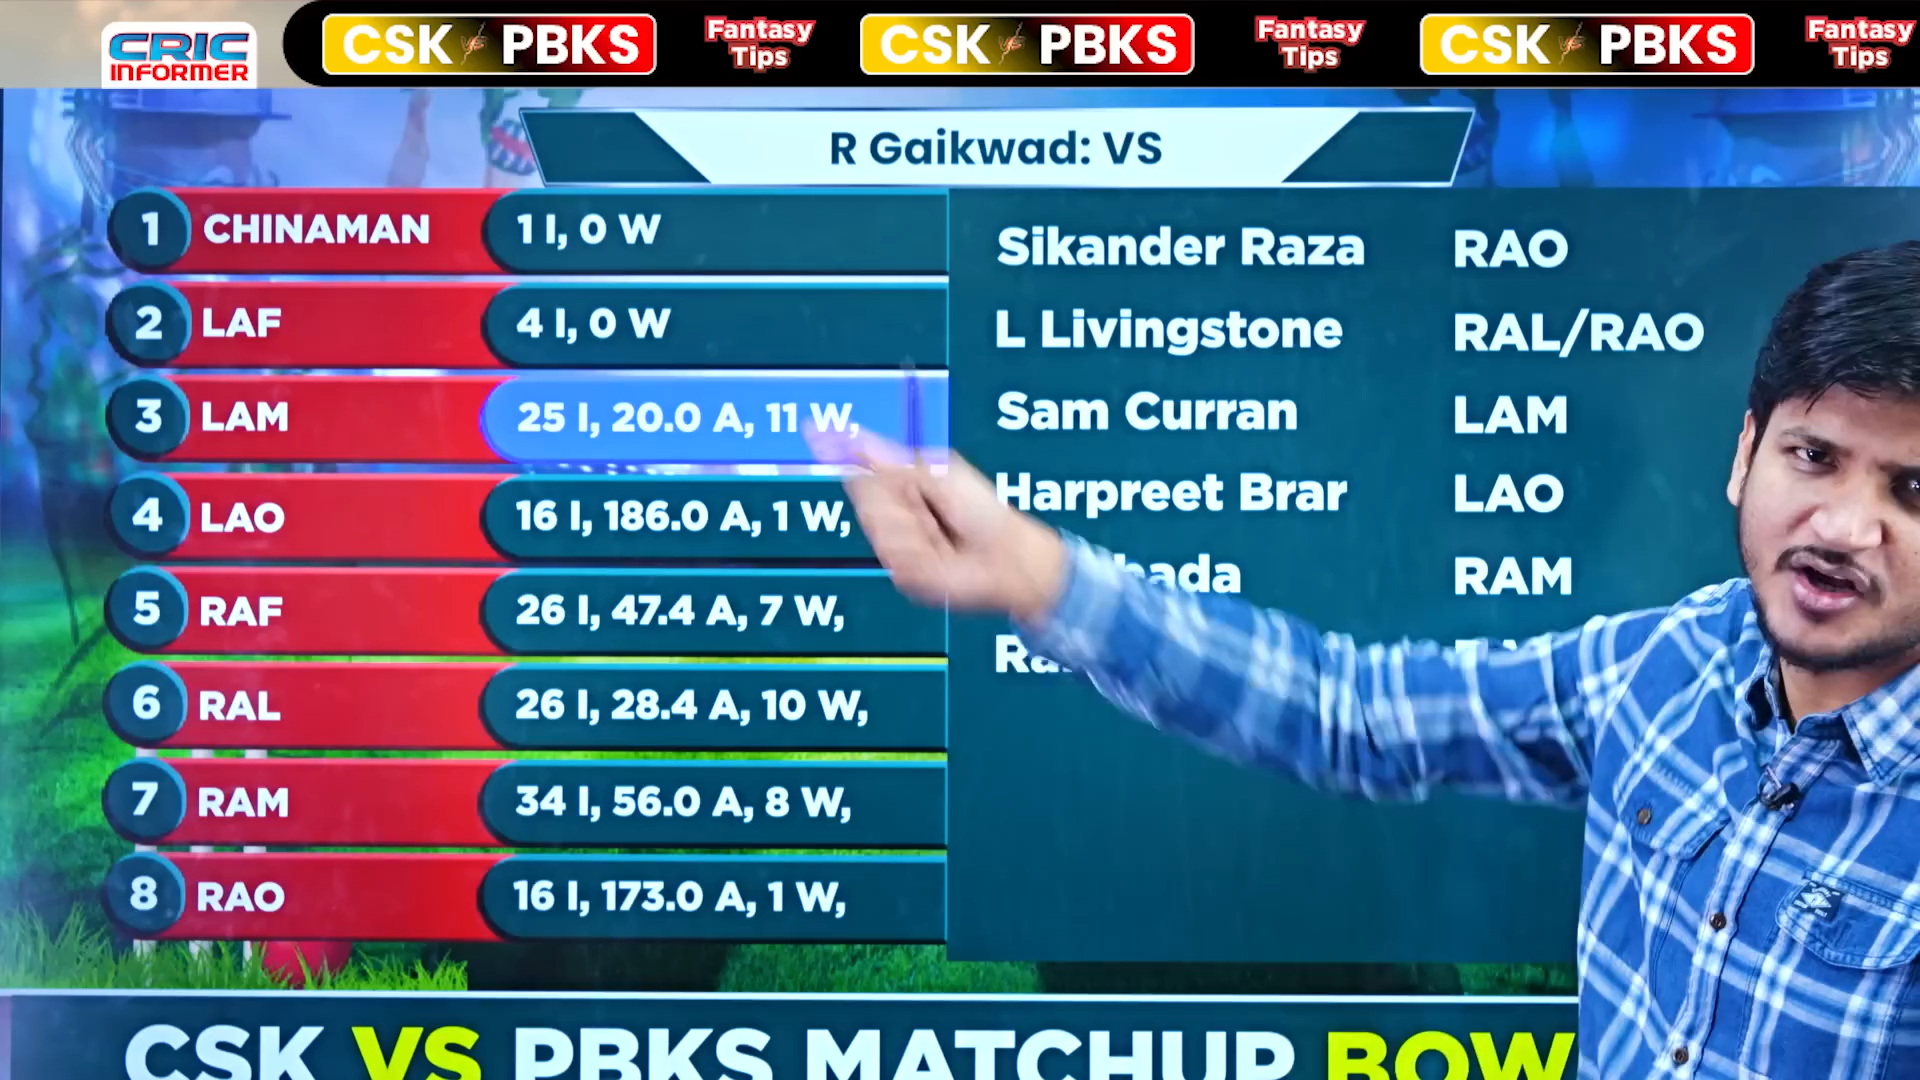 CRIC
INFORMER
CSK VS PBKS
Fantasy
Tips
CSK VS PBKS
Fantasy
Tips
CSK VS PBKS
Fantasy
Tips
R Gaikwad: VS
1 CHINAMAN 1 I, 0 W
2 LAF 4 I, 0 W
3 LAM 25 I, 20.0 A, 11 W,
4 LAO 16 I, 186.0 A, 1 W,
5 RAF 26 I, 47.4 A, 7 W,
6 RAL 26 I, 28.4 A, 10 W,
7 RAM 34 I, 56.0 A, 8 W,
8 RAO 16 I, 173.0 A, 1 W,
Sikander Raza RAO
L Livingstone RAL/RAO
Sam Curran LAM
Harpreet Brar LAO
RAM
CSK VS PBKS MATCHUP BOW